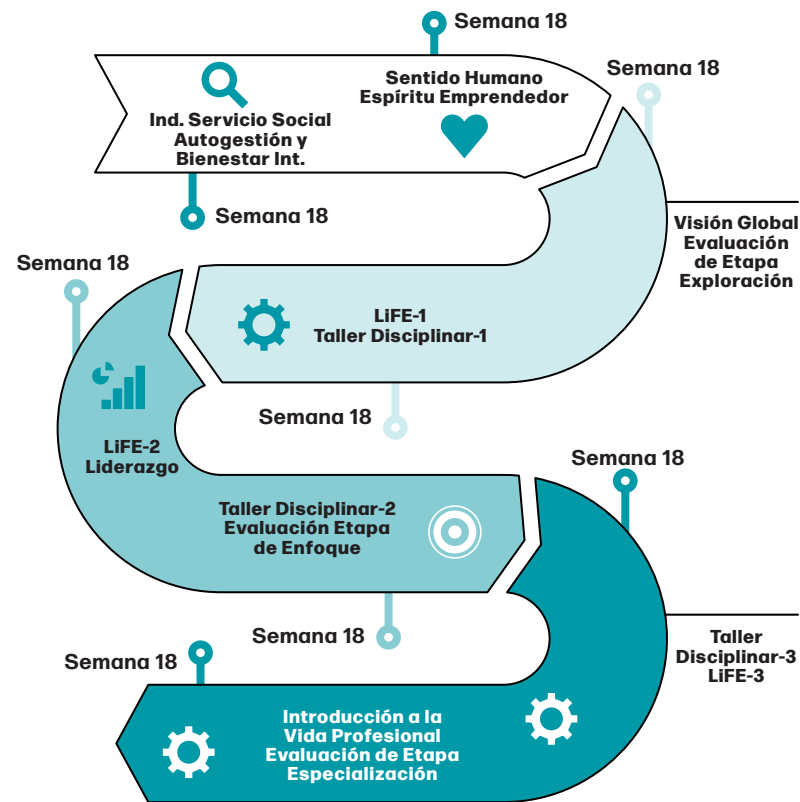 Semana 18
Sentido Humano
Espíritu Emprendedor
Ind. Servicio Social
Autogestión y
Bienestar Int.
Semana 18
Semana 18
Visión Global
Evaluación
de Etapa
Exploración
LiFE-1
Taller Disciplinar-1
Semana 18
Semana 18
LiFE-2
Liderazgo
Taller Disciplinar-2
Evaluación Etapa
de Enfoque
Semana 18
Semana 18
Taller
Disciplinar-3
LiFE-3
Semana 18
Introducción a la
Vida Profesional
Evaluación de Etapa
Especialización